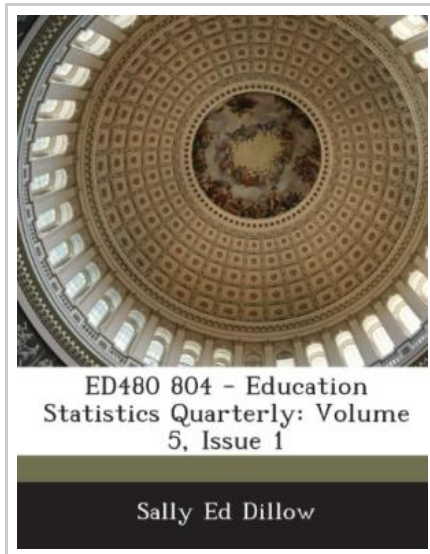 ED480 804 - Education
Statistics Quarterly: Volume
5, Issue 1
Sally Ed Dillow